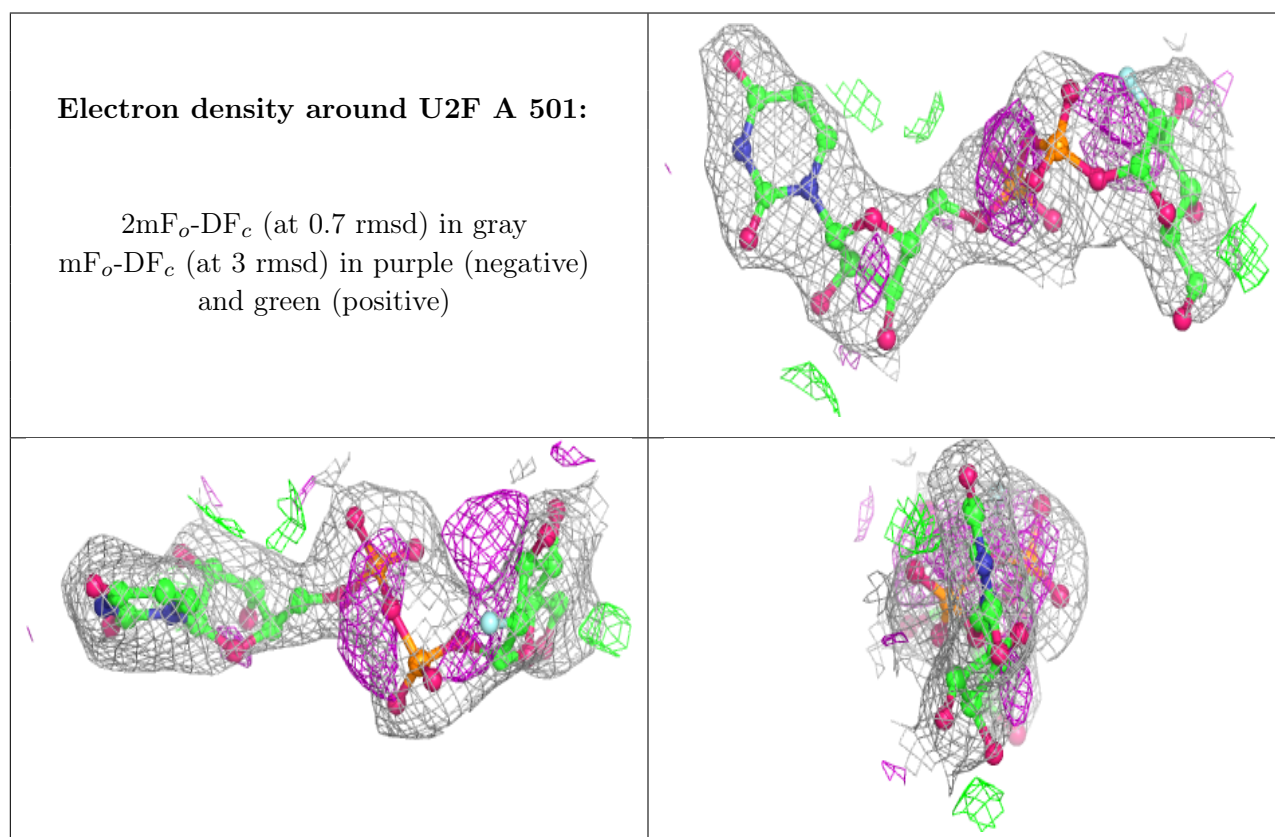 Electron density around U2F A 501:
2mFo-DFc (at 0.7 rmsd) in gray
mFo-DFc (at 3 rmsd) in purple (negative)
and green (positive)